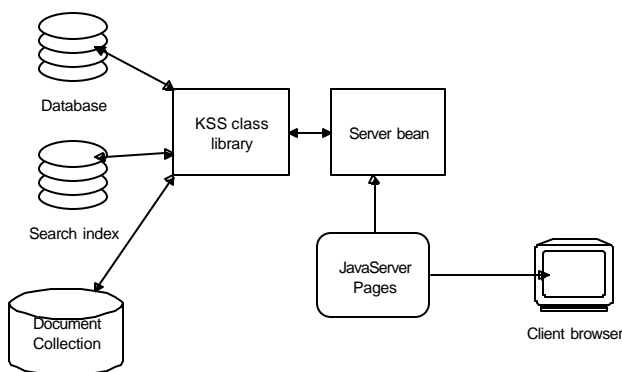 Database
KSS class
library
Server bean
Search index
JavaServer
Pages
Document
Collection
Client browser